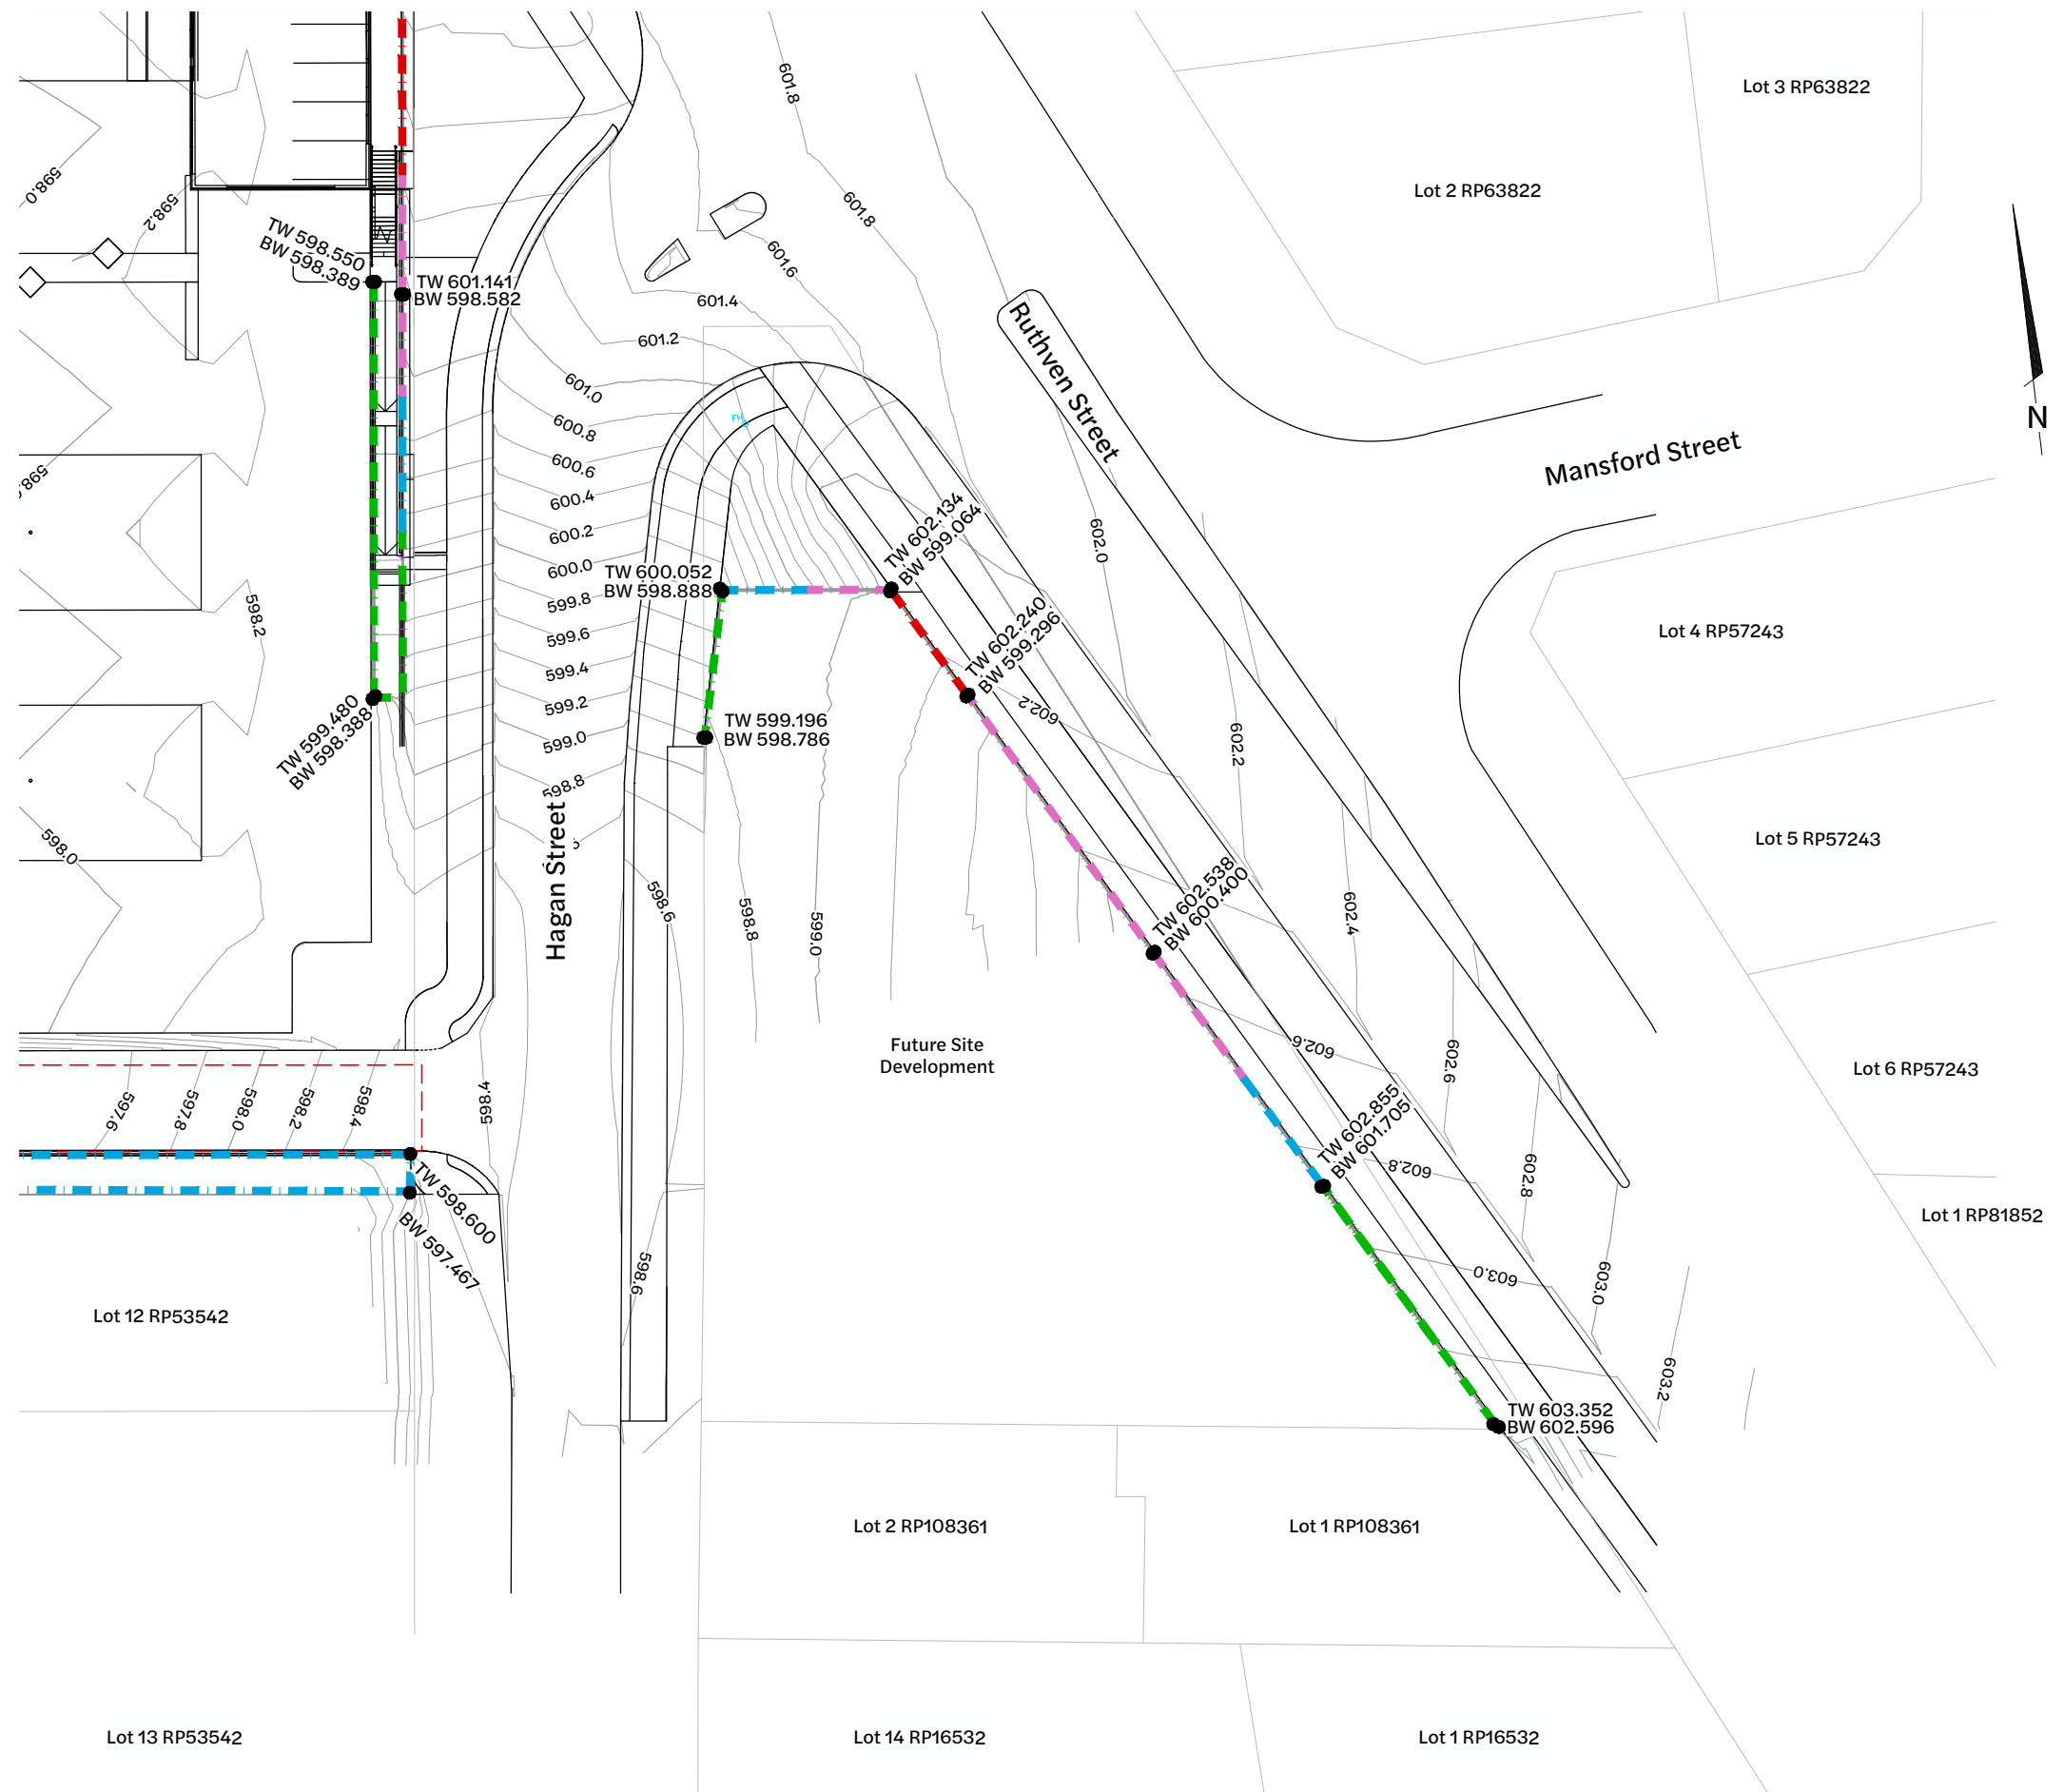 601.8
Lot 3 RP63822
598.0
598.2
601.8
Lot 2 RP63822
TW 598.550
BW 598.389
601.6
TW 601.141
BW 598.582
601.4
601.2
Ruthven Street
601.0
600.8
FH
N
Mansford Street
600.6
598.
600.4
600.2
602.0
TW 602.134
BW 599.064
600.0
TW 600.052
BW 598.888
599.8
598.2
599.6
TW 602.240
BW 599.296
Lot 4 RP57243
599.4
599.2
602.2
TW 599.480
BW 598.388
TW 599.196
BW 598.786
599.0
602.2
598.8
598.0
Lot 5 RP57243
Hagan Street
598.6
598.8
599.0
TW 602.538
BW 600.400
602.4
Future Site
Development
602.6
602.6
Lot 6 RP57243
597.6
597.8
598.0
598.2
598.4
598.4
TW 602.855
BW 601.705
602.8
602.8
TW 598.600
BW 597.467
Lot 1 RP81852
598.6
603.0
603.0
Lot 12 RP53542
603.2
TW 603.352
BW 602.596
Lot 2 RP108361
Lot 1 RP108361
Lot 13 RP53542
Lot 14 RP16532
Lot 1 RP16532